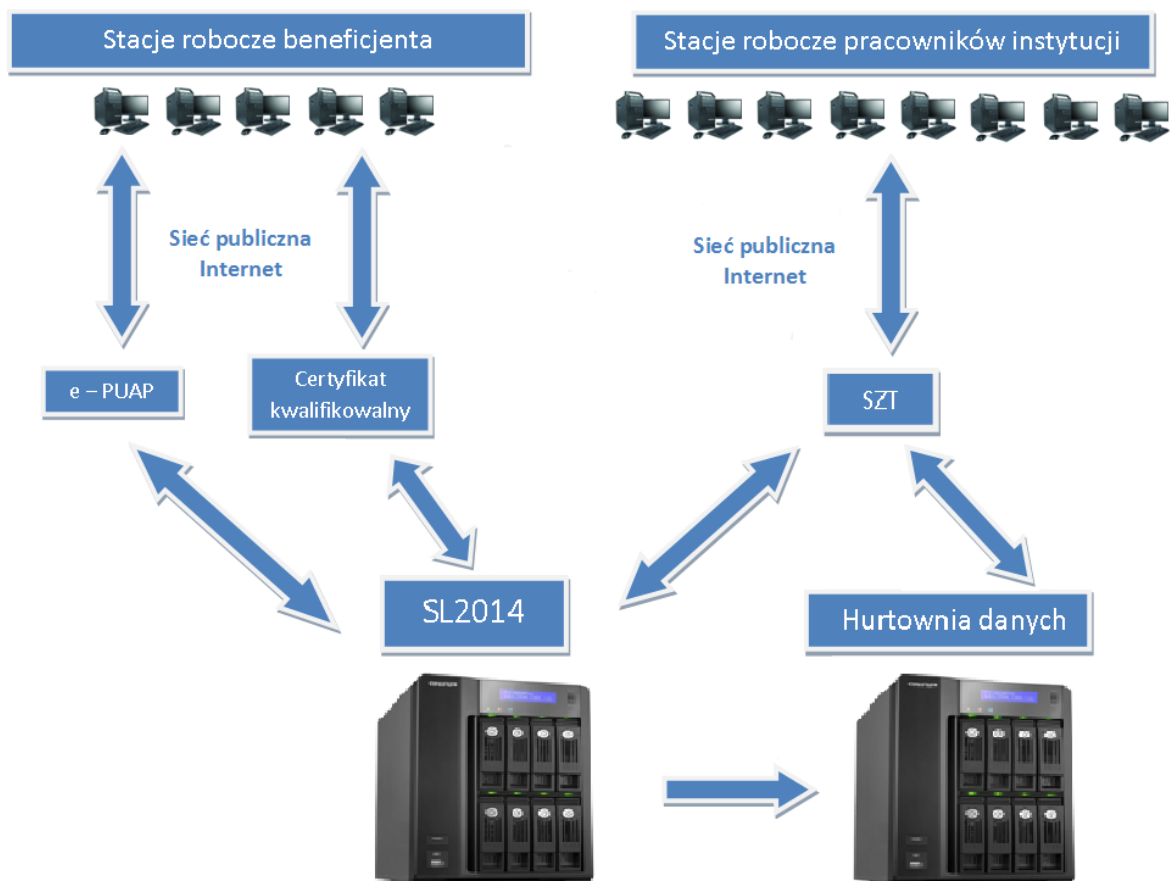 Stacje robocze beneficjenta
Stacje robocze pracowników instytucji
Sieć publiczna
Internet
Sieć publiczna
Internet
e – PUAP
Certyfikat
kwalifikowalny
SZT
SL2014
Hurtownia danych